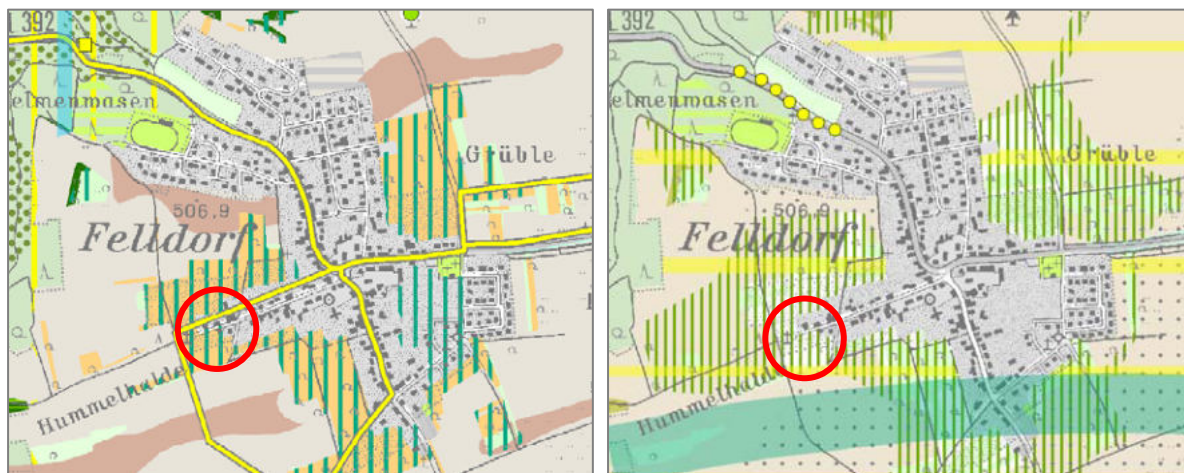 L 392
elmenmasen
Grüble
506,9
Felldorf
Hummelhalde
L 392
elmenmasen
Grüble
506,9
Felldorf
Hummelhalde